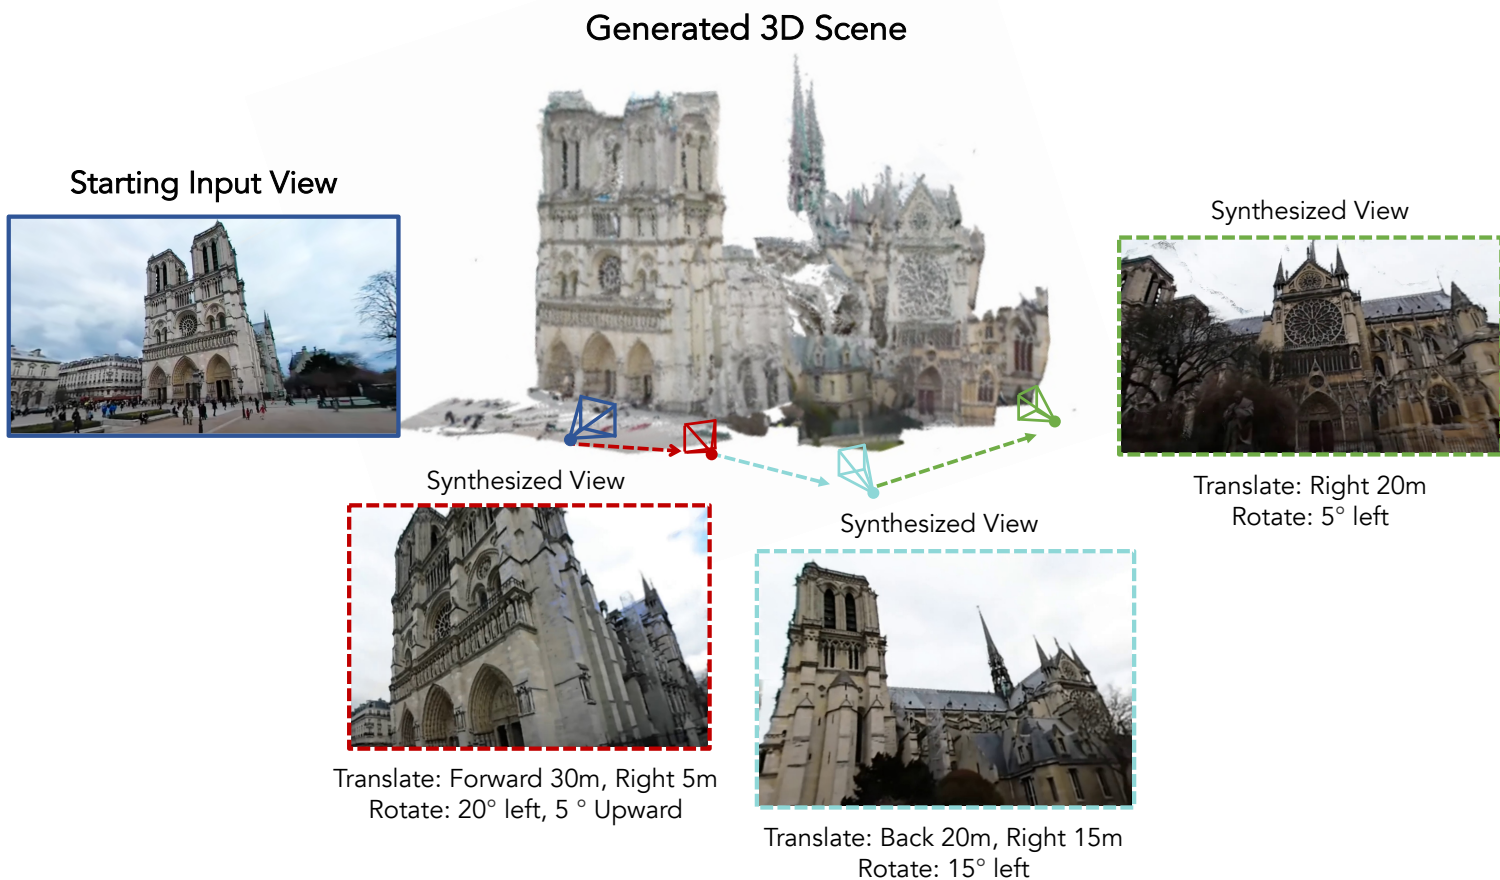 Generated 3D Scene
Starting Input View
Synthesized View
Translate: Right 20m
Rotate: 5° left
Synthesized View
Translate: Forward 30m, Right 5m
Rotate: 20° left, 5 ° Upward
Synthesized View
Translate: Back 20m, Right 15m
Rotate: 15° left